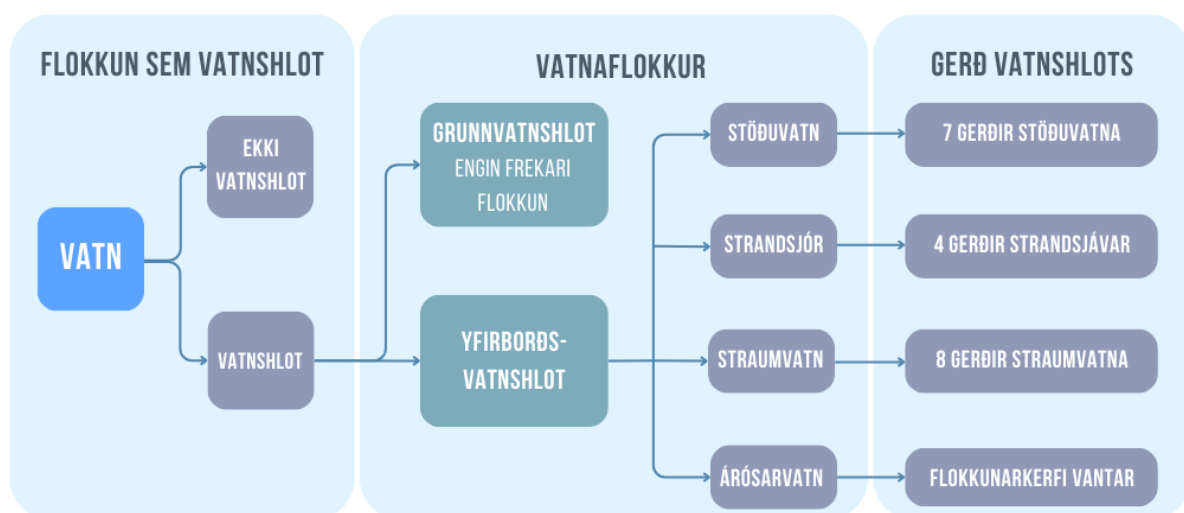 FLOKKUN SEM VATNSHLOT
VATNAFLOKKUR
GERÐ VATNSHLOTS
VATN
EKKI
VATNSHLOT
VATNSHLOT
GRUNNVATNSHLOT
ENGIN FREKARI
FLOKKUN
YFIRBORÐS-
VATNSHLOT
STÖÐUVATN
7 GERÐIR STÖÐUVATNA
STRANDSJÓR
4 GERÐIR STRANDSJÁVAR
STRAUMVATN
8 GERÐIR STRAUMVATNA
ÁRÓSARVATN
FLOKKUNARKERFI VANTAR